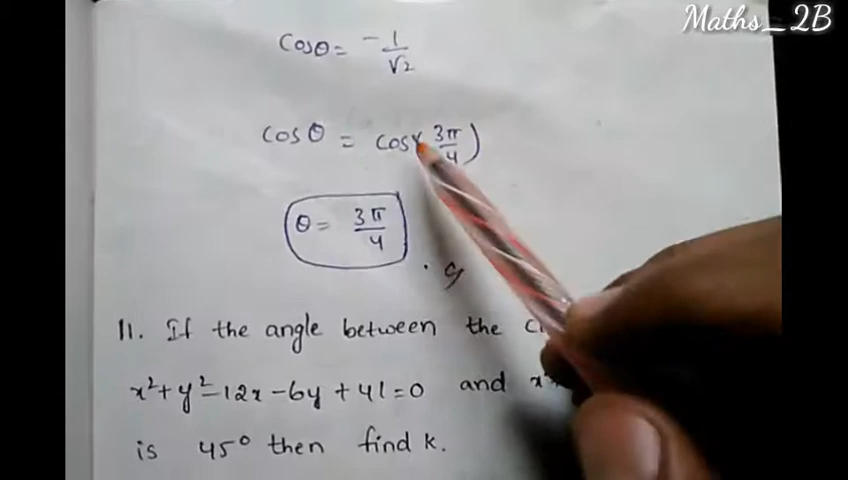 Maths_2B
Cosθ = -1/√2
cos θ = cos( 3π/4 )
θ = 3π/4 .
11. If the angle between the
x²+y²-12x-6y+41=0 and
is 45° then find k.